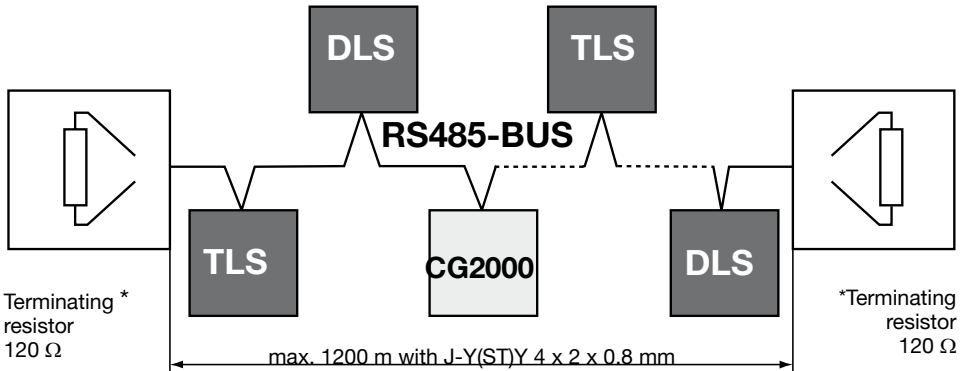 DLS
TLS
RS485-BUS
TLS
CG2000
DLS
Terminating *
resistor
120 Ω
*Terminating
resistor
120 Ω
max. 1200 m with J-Y(ST)Y 4 x 2 x 0.8 mm